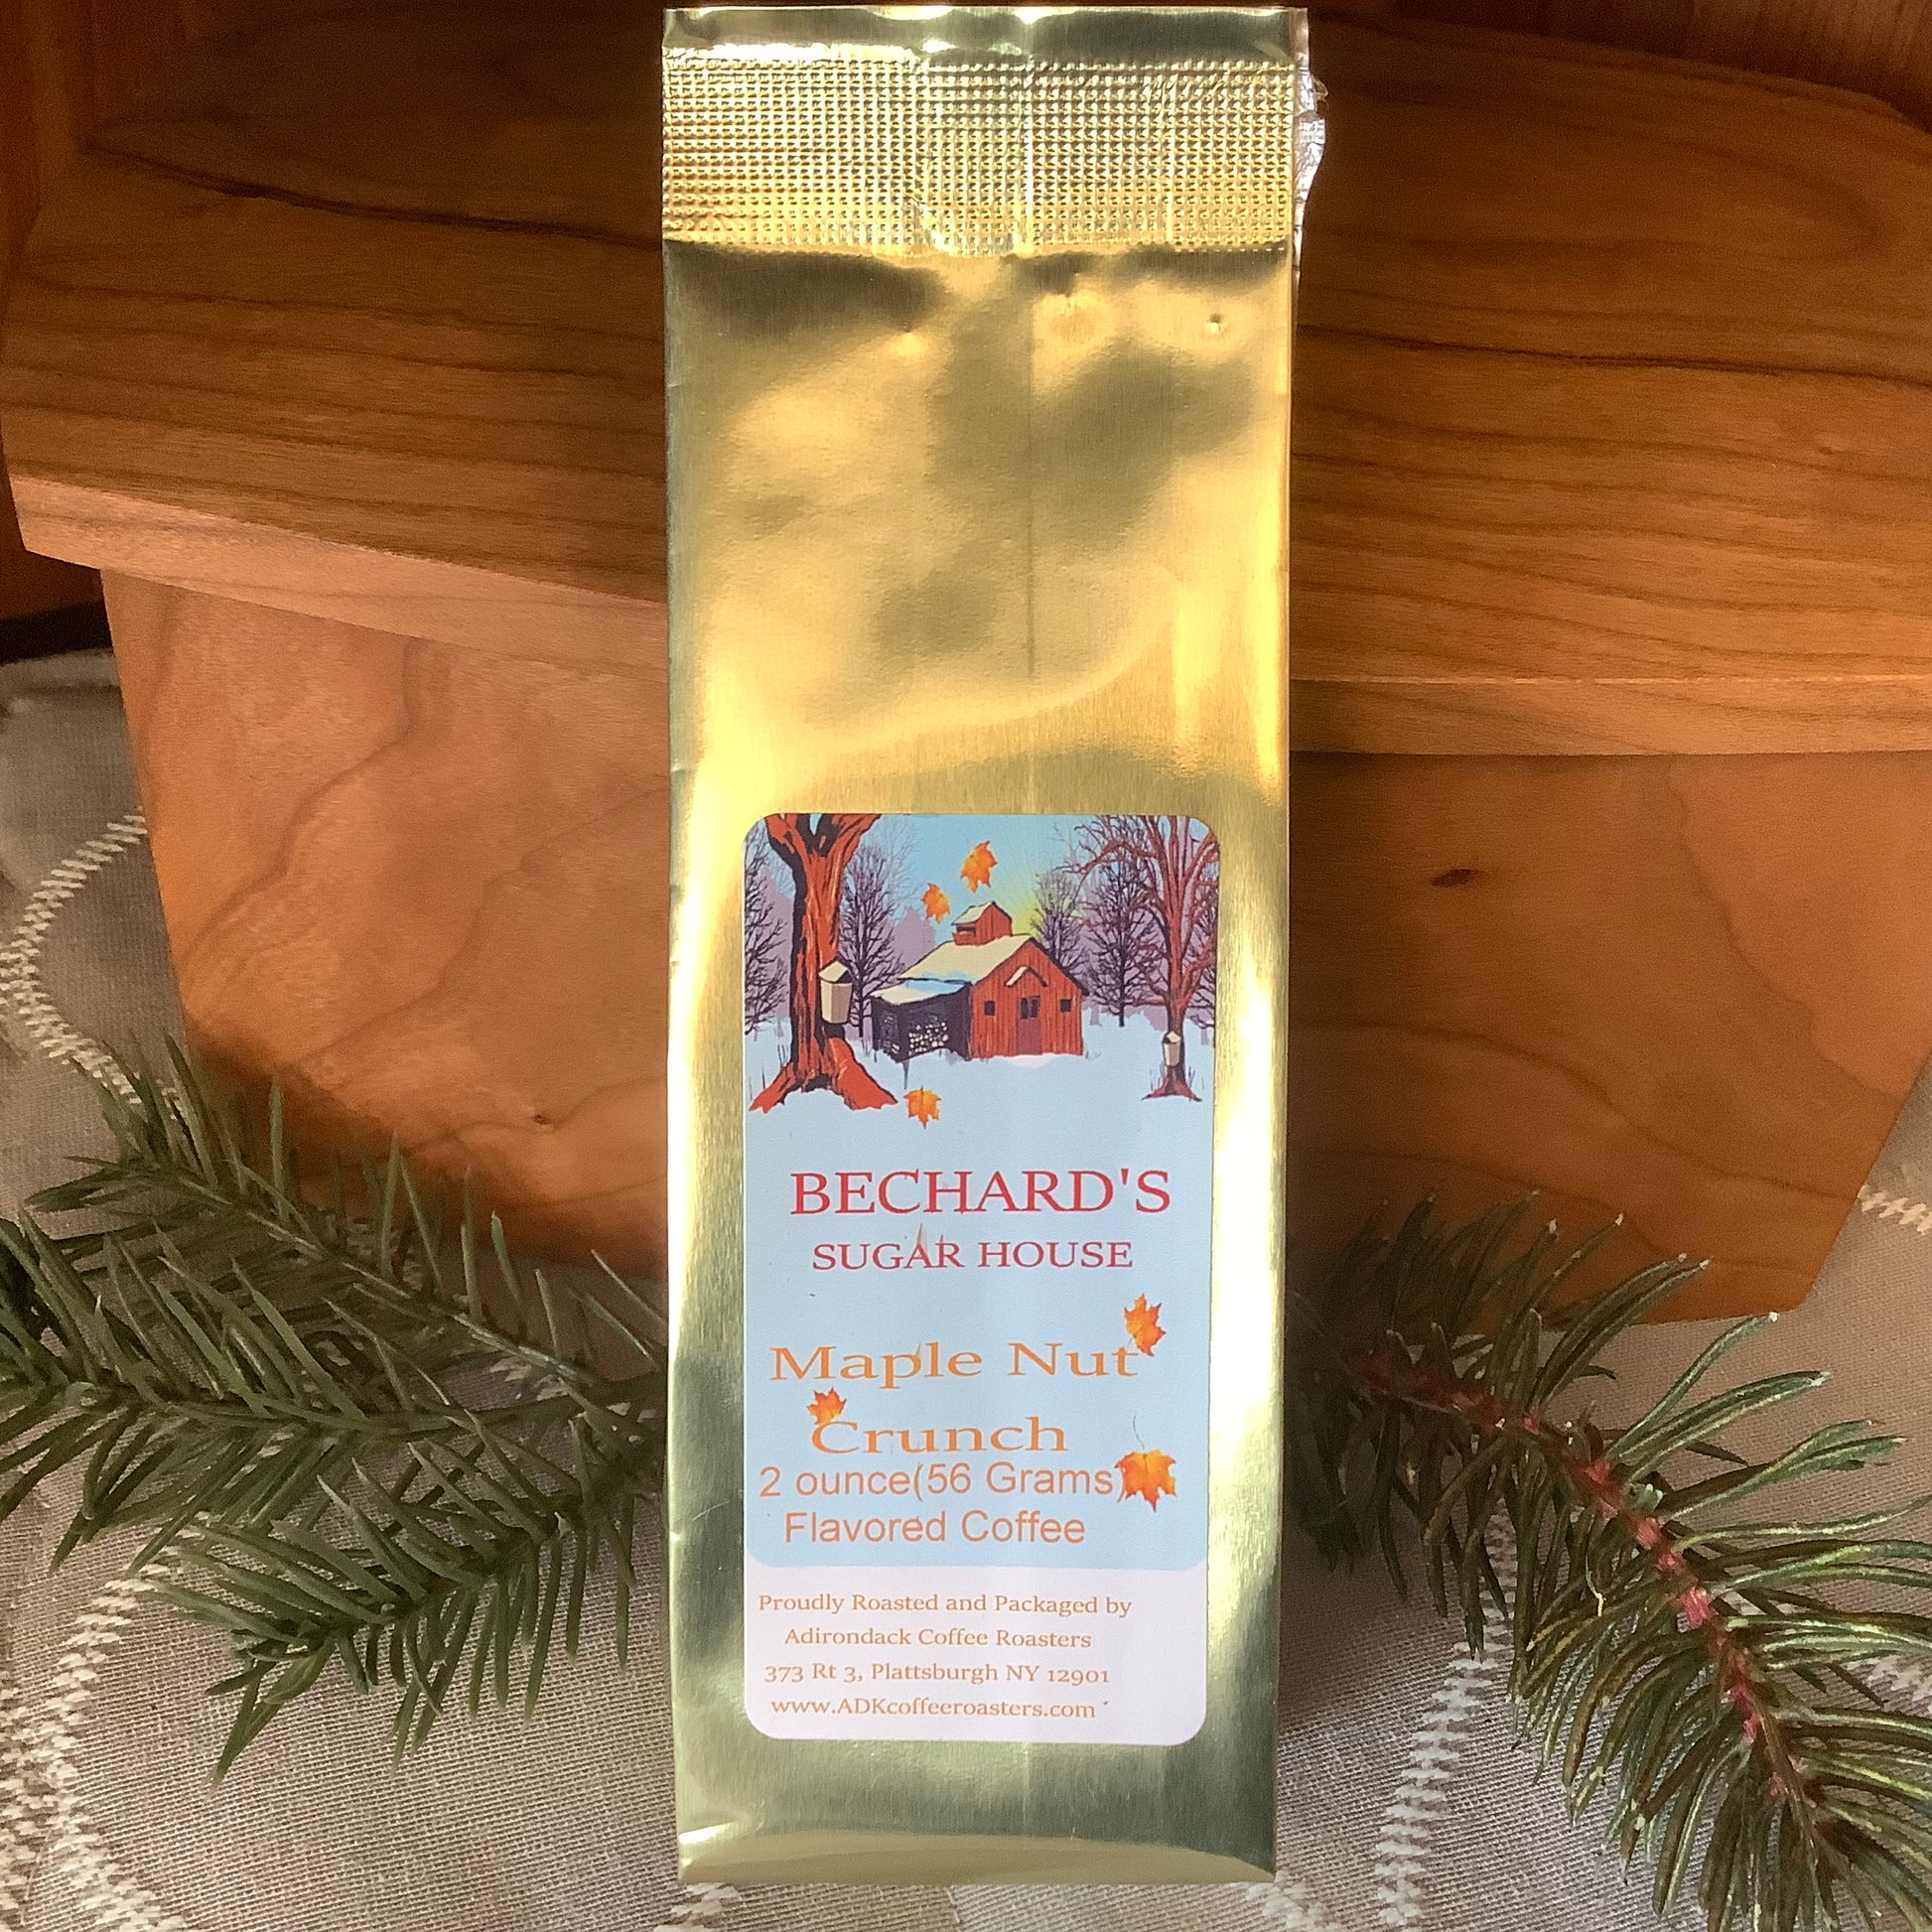 BECHARD'S
SUGAR HOUSE
Maple Nut
Crunch
2 ounce(56 Grams)
Flavored Coffee
Proudly Roasted and Packaged by
Adirondack Coffee Roasters
373 Rt 3, Plattsburgh NY 12901
www.ADKcoffeeroasters.com